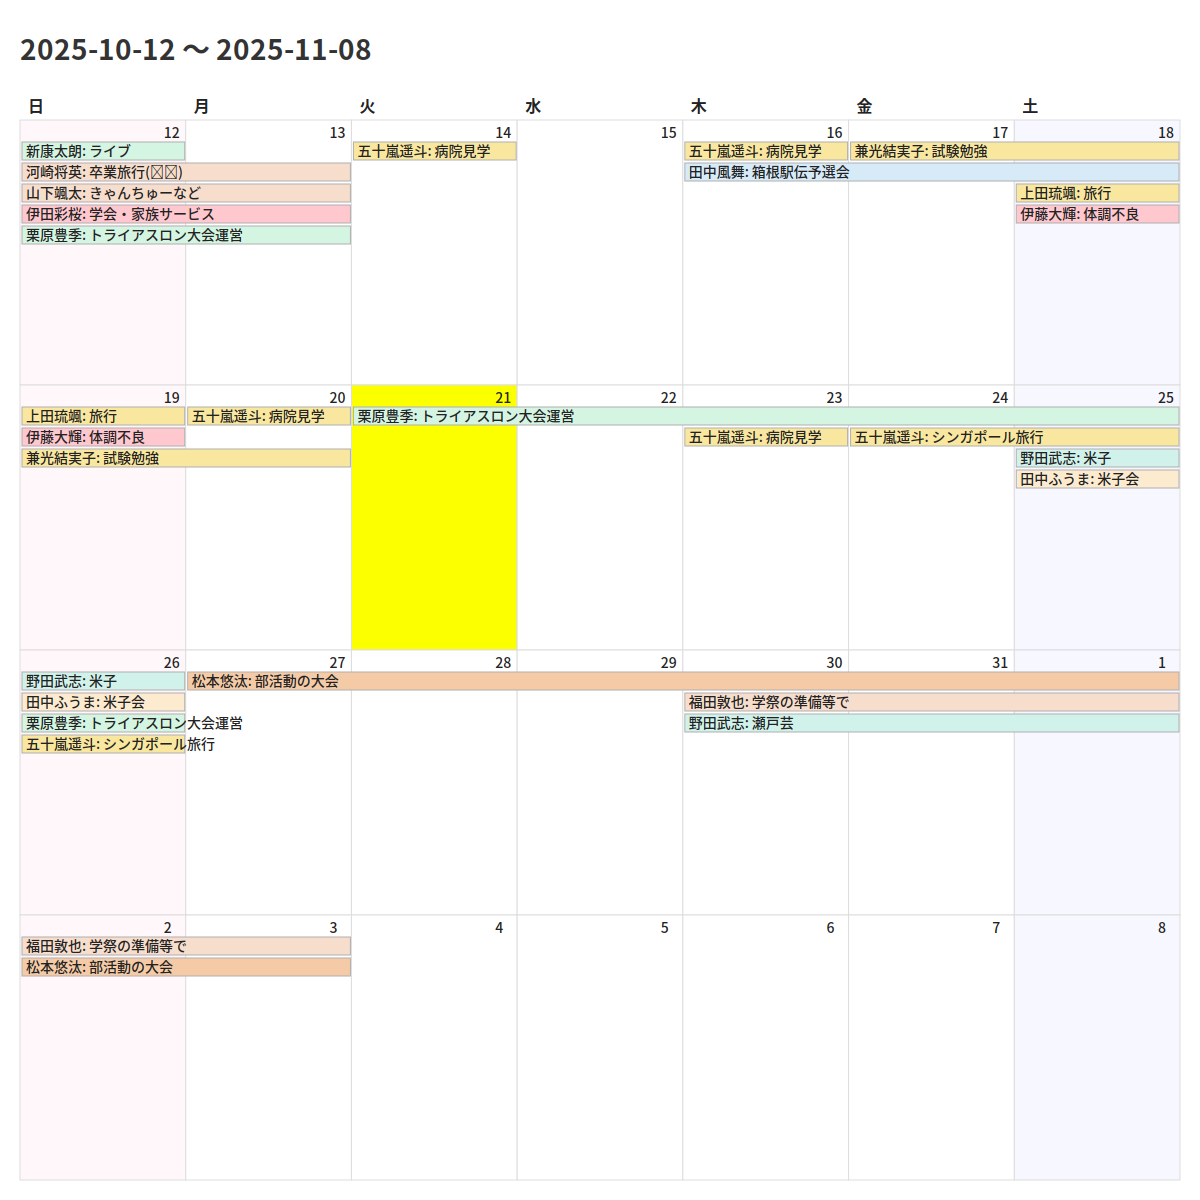 2025-10-12 〜 2025-11-08
日 月 火 水 木 金 土
12 13 14 15 16 17 18
新康太朗: ライブ 五十嵐遥斗: 病院見学 五十嵐遥斗: 病院見学 兼光結実子: 試験勉強
河崎将英: 卒業旅行(□□) 田中風舞: 箱根駅伝予選会
山下颯太: きゃんちゅーなど 上田琉颯: 旅行
伊田彩桜: 学会・家族サービス 伊藤大輝: 体調不良
栗原豊季: トライアスロン大会運営
19 20 21 22 23 24 25
上田琉颯: 旅行 五十嵐遥斗: 病院見学 栗原豊季: トライアスロン大会運営
伊藤大輝: 体調不良 五十嵐遥斗: 病院見学 五十嵐遥斗: シンガポール旅行
兼光結実子: 試験勉強 野田武志: 米子
田中ふうま: 米子会
26 27 28 29 30 31 1
野田武志: 米子 松本悠汰: 部活動の大会
田中ふうま: 米子会 福田敦也: 学祭の準備等で
栗原豊季: トライアスロン大会運営 野田武志: 瀬戸芸
五十嵐遥斗: シンガポール旅行
2 3 4 5 6 7 8
福田敦也: 学祭の準備等で
松本悠汰: 部活動の大会